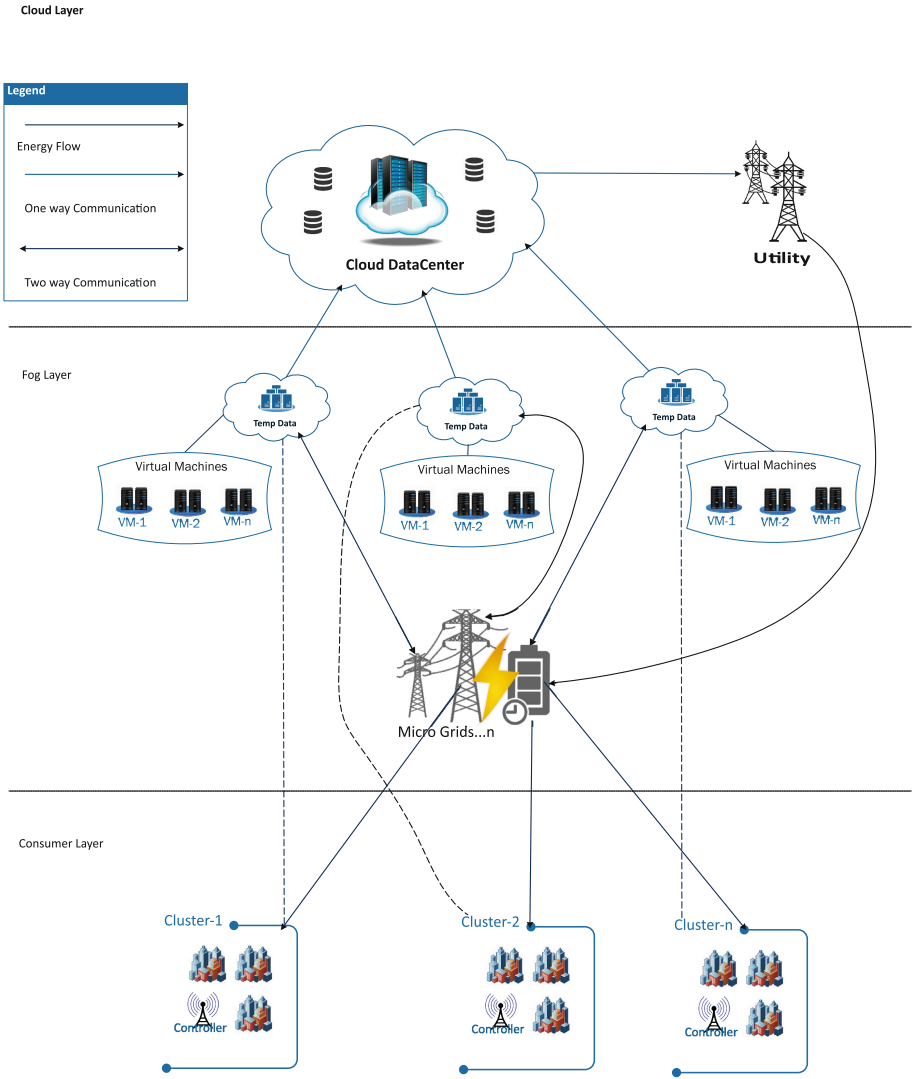 Cloud Layer
Legend
Energy Flow
One way Communication
Two way Communication
Cloud DataCenter
Utility
Fog Layer
Temp Data
Temp Data
Temp Data
Virtual Machines
VM-1
VM-2
VM-n
Virtual Machines
VM-1
VM-2
VM-n
Virtual Machines
VM-1
VM-2
VM-n
Micro Grids...n
Consumer Layer
Cluster-1
Controller
Cluster-2
Controller
Cluster-n
Controller